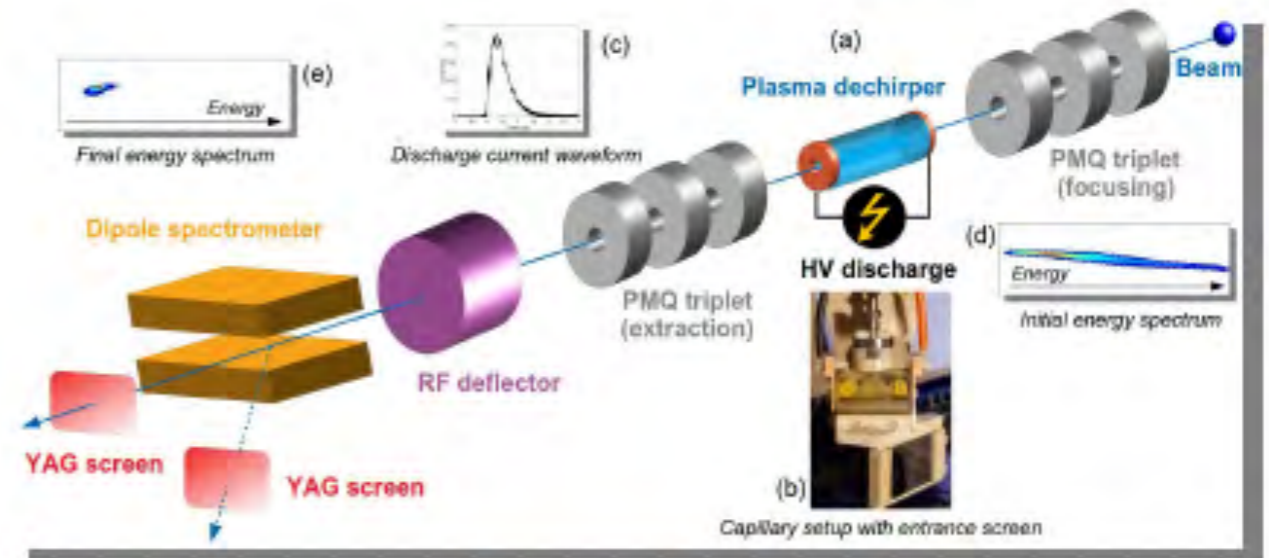 (a)
Beam
Plasma dechirper
PMQ triplet
(focusing)
(c)
Discharge current waveform
(e)
Energy
Final energy spectrum
Dipole spectrometer
HV discharge
(d)
Energy
Initial energy spectrum
PMQ triplet
(extraction)
RF deflector
YAG screen
YAG screen
(b)
Capillary setup with entrance screen